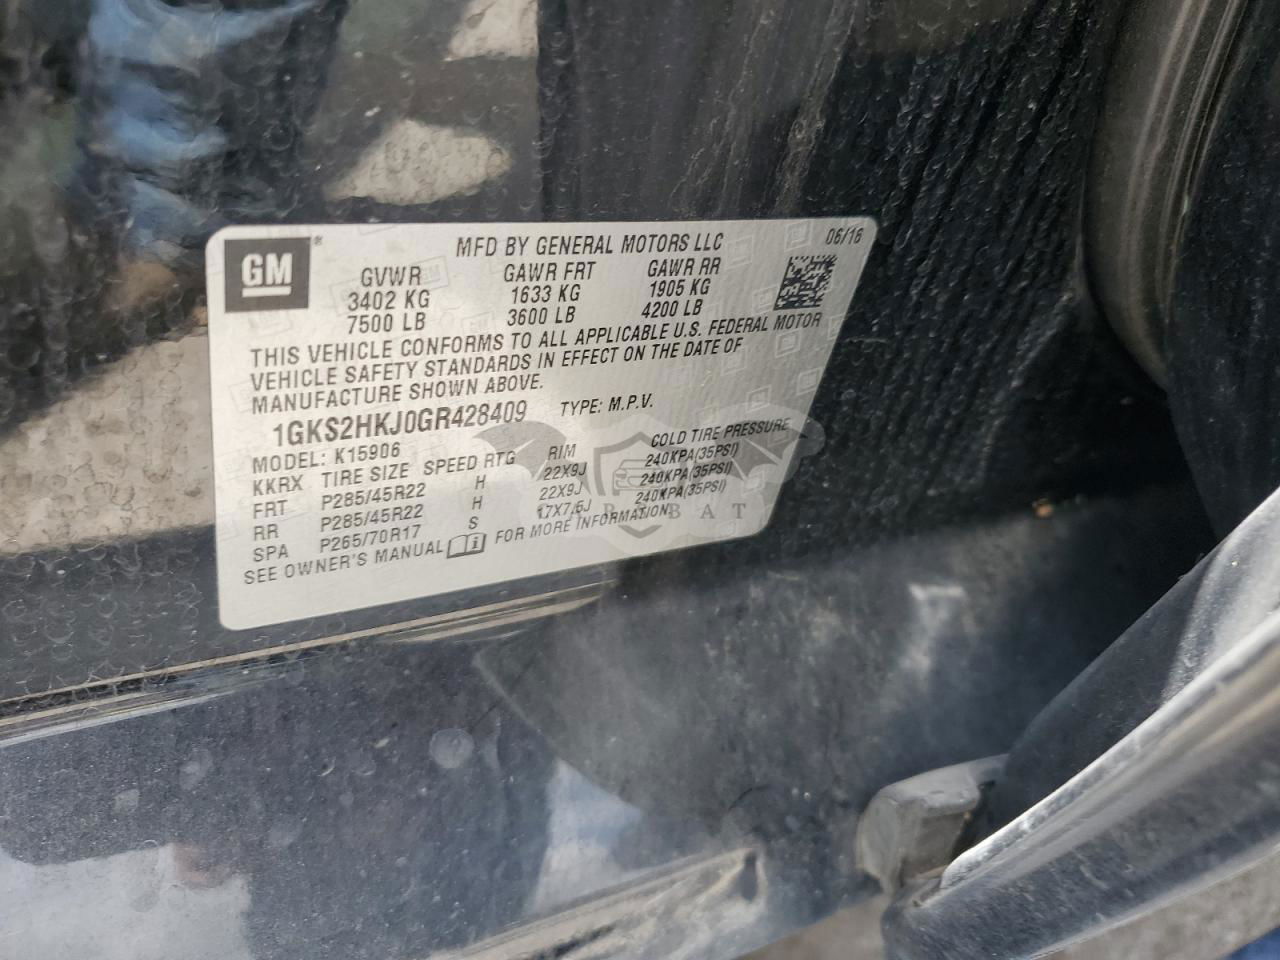 GM®
MFD BY GENERAL MOTORS LLC 06/16
GVWR GAWR FRT GAWR RR
3402 KG 1633 KG 1905 KG
7500 LB 3600 LB 4200 LB
THIS VEHICLE CONFORMS TO ALL APPLICABLE U.S. FEDERAL MOTOR
VEHICLE SAFETY STANDARDS IN EFFECT ON THE DATE OF
MANUFACTURE SHOWN ABOVE.
1GKS2HKJ0GR428409 TYPE: M.P.V.
MODEL: K15906
KKRX TIRE SIZE SPEED RTG RIM COLD TIRE PRESSURE
FRT P285/45R22 H 22X9J 240KPA(35PSI)
RR P285/45R22 H 22X9J 240KPA(35PSI)
SPA P265/70R17 S 17X7.5J 240KPA(35PSI)
SEE OWNER'S MANUAL FOR MORE INFORMATION.